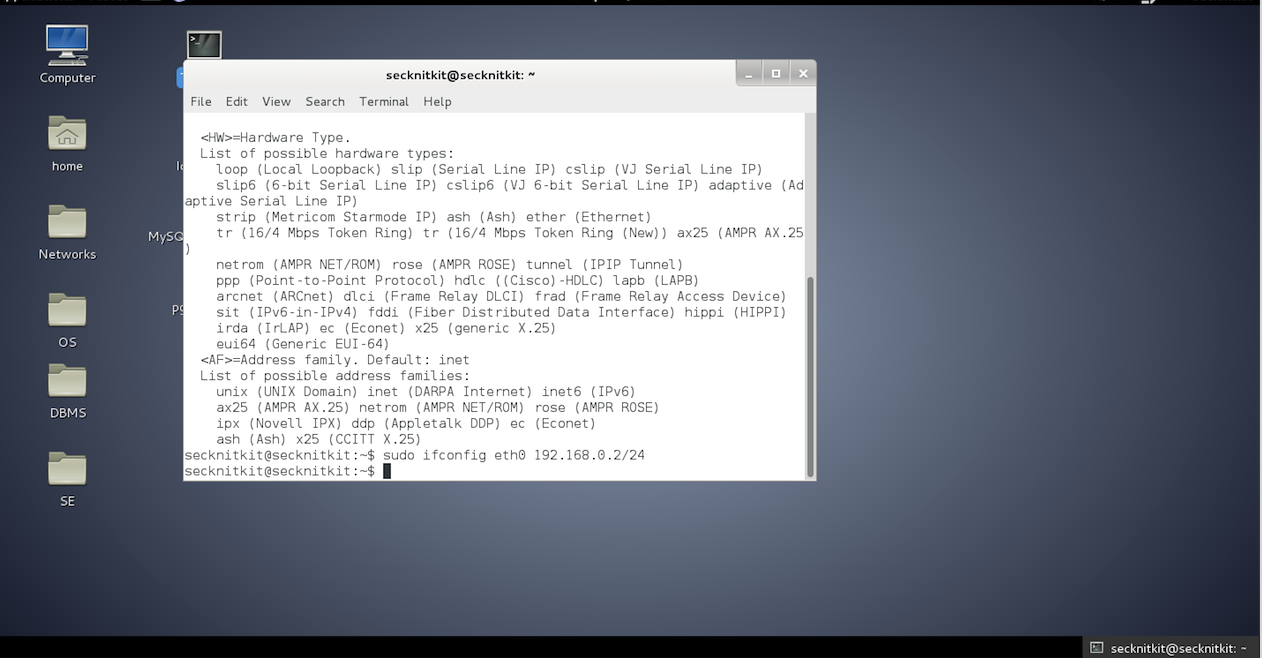 Computer
home
Networks
OS
DBMS
SE
MySQ
secknitkit@secknitkit: ~
File Edit View Search Terminal Help
<HW>=Hardware Type.
List of possible hardware types:
loop (Local Loopback) slip (Serial Line IP) cslip (VJ Serial Line IP)
slip6 (6-bit Serial Line IP) cslip6 (VJ 6-bit Serial Line IP) adaptive (Ad
aptive Serial Line IP)
strip (Metricom Starmode IP) ash (Ash) ether (Ethernet)
tr (16/4 Mbps Token Ring) tr (16/4 Mbps Token Ring (New)) ax25 (AMPR AX.25
)
netrom (AMPR NET/ROM) rose (AMPR ROSE) tunnel (IPIP Tunnel)
ppp (Point-to-Point Protocol) hdlc ((Cisco)-HDLC) lapb (LAPB)
arcnet (ARCnet) dlci (Frame Relay DLCI) frad (Frame Relay Access Device)
sit (IPv6-in-IPv4) fddi (Fiber Distributed Data Interface) hippi (HIPPI)
irda (IrLAP) ec (Econet) x25 (generic X.25)
eui64 (Generic EUI-64)
<AF>=Address family. Default: inet
List of possible address families:
unix (UNIX Domain) inet (DARPA Internet) inet6 (IPv6)
ax25 (AMPR AX.25) netrom (AMPR NET/ROM) rose (AMPR ROSE)
ipx (Novell IPX) ddp (Appletalk DDP) ec (Econet)
ash (Ash) x25 (CCITT X.25)
secknitkit@secknitkit:~$ sudo ifconfig eth0 192.168.0.2/24
secknitkit@secknitkit:~$
secknitkit@secknitkit: ~